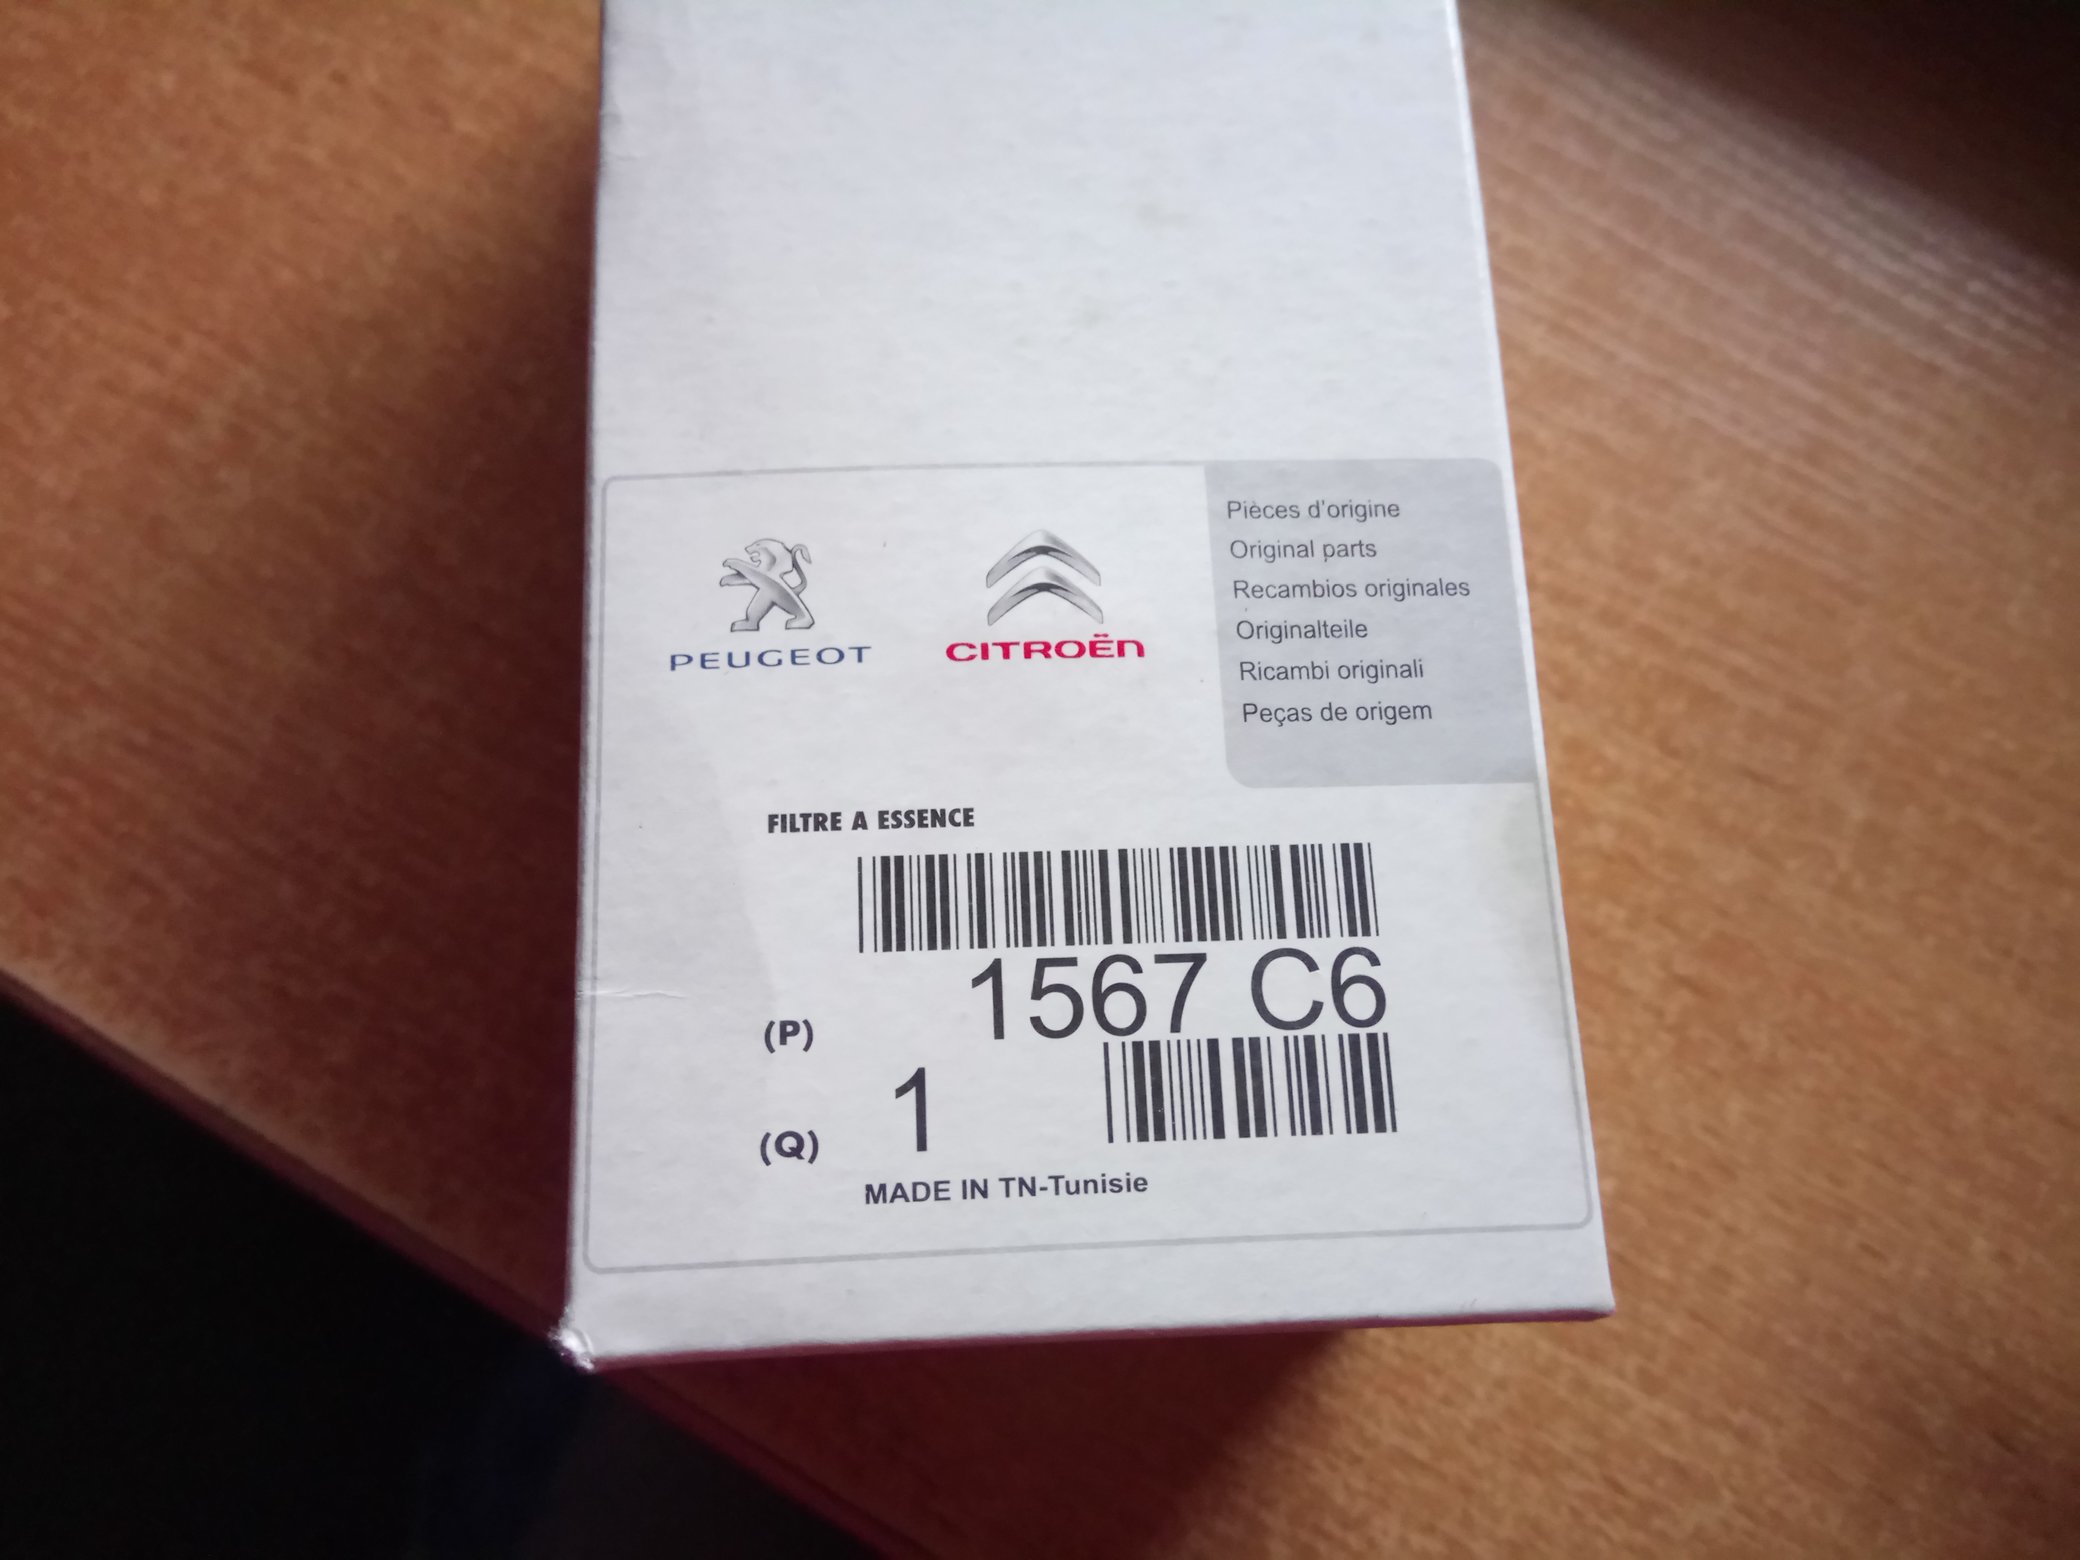 PEUGEOT
CITROËN
Pièces d'origine
Original parts
Recambios originales
Originalteile
Ricambi originali
Peças de origem
FILTRE A ESSENCE
(P) 1567 C6
(Q) 1
MADE IN TN-Tunisie